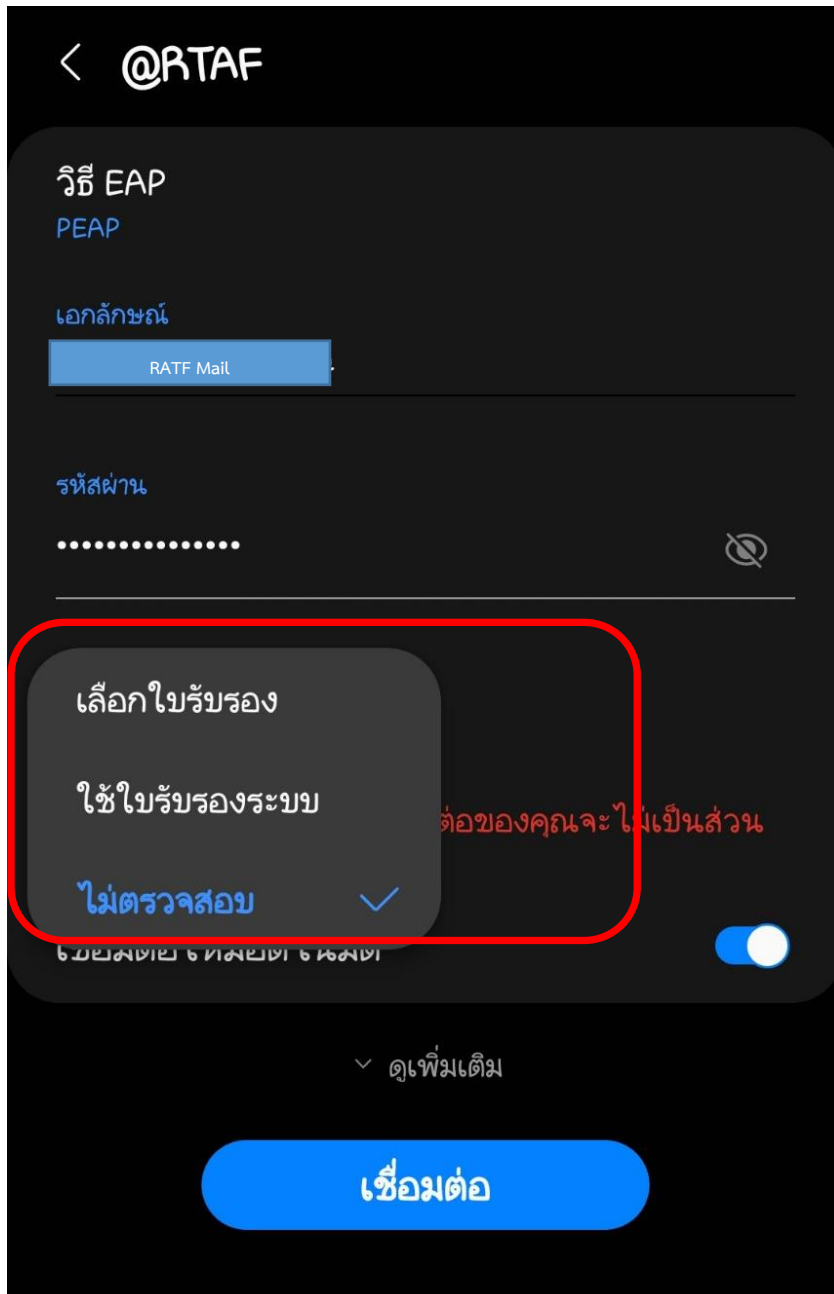 @RTAF
วิธี EAP
PEAP
เอกลักษณ์
RATF Mail
รหัสผ่าน
•••••••••••••••
เลือกใบรับรอง
ใช้ใบรับรองระบบ
ต่อของคุณจะไม่เป็นส่วน
ไม่ตรวจสอบ
ดูเพิ่มเติม
เชื่อมต่อ